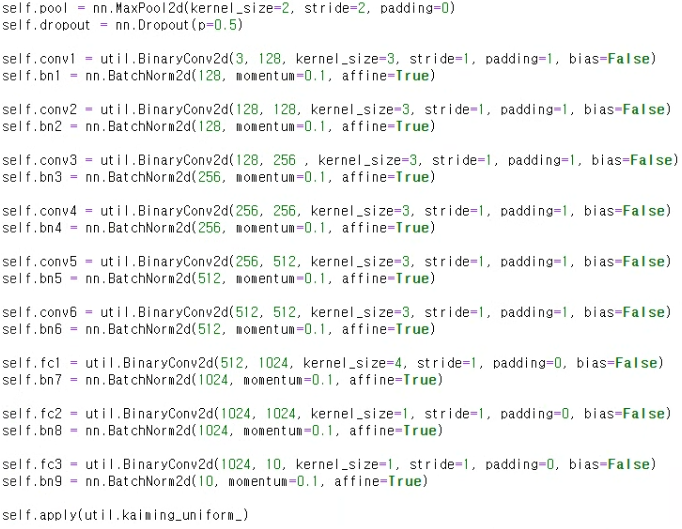 self.pool = nn.MaxPool2d(kernel_size=2, stride=2, padding=0)
self.dropout = nn.Dropout(p=0.5)
self.conv1 = util.BinaryConv2d(3, 128, kernel_size=3, stride=1, padding=1, bias=False)
self.bn1 = nn.BatchNorm2d(128, momentum=0.1, affine=True)
self.conv2 = util.BinaryConv2d(128, 128, kernel_size=3, stride=1, padding=1, bias=False)
self.bn2 = nn.BatchNorm2d(128, momentum=0.1, affine=True)
self.conv3 = util.BinaryConv2d(128, 256 , kernel_size=3, stride=1, padding=1, bias=False)
self.bn3 = nn.BatchNorm2d(256, momentum=0.1, affine=True)
self.conv4 = util.BinaryConv2d(256, 256, kernel_size=3, stride=1, padding=1, bias=False)
self.bn4 = nn.BatchNorm2d(256, momentum=0.1, affine=True)
self.conv5 = util.BinaryConv2d(256, 512, kernel_size=3, stride=1, padding=1, bias=False)
self.bn5 = nn.BatchNorm2d(512, momentum=0.1, affine=True)
self.conv6 = util.BinaryConv2d(512, 512, kernel_size=3, stride=1, padding=1, bias=False)
self.bn6 = nn.BatchNorm2d(512, momentum=0.1, affine=True)
self.fc1 = util.BinaryConv2d(512, 1024, kernel_size=4, stride=1, padding=0, bias=False)
self.bn7 = nn.BatchNorm2d(1024, momentum=0.1, affine=True)
self.fc2 = util.BinaryConv2d(1024, 1024, kernel_size=1, stride=1, padding=0, bias=False)
self.bn8 = nn.BatchNorm2d(1024, momentum=0.1, affine=True)
self.fc3 = util.BinaryConv2d(1024, 10, kernel_size=1, stride=1, padding=0, bias=False)
self.bn9 = nn.BatchNorm2d(10, momentum=0.1, affine=True)
self.apply(util.kaiming_uniform_)